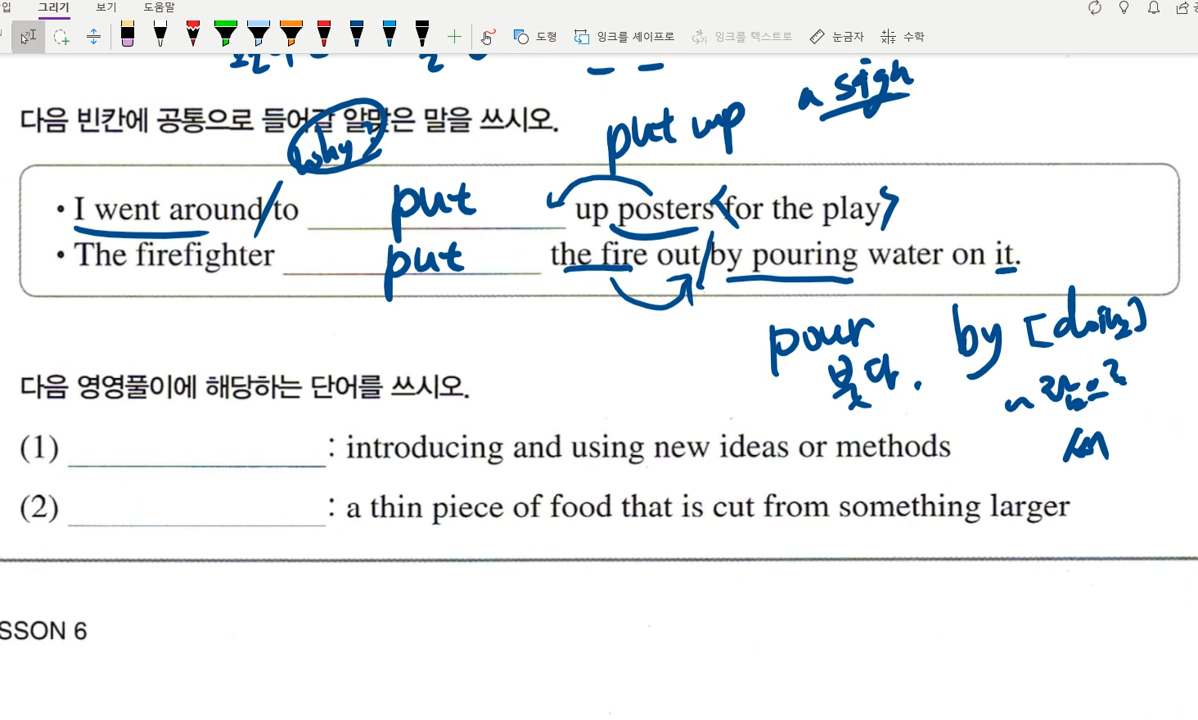 입 그리기 보기 도움말
도형 잉크를 셰이프로 잉크를 텍스트로 눈금자 수학
a sigh
put up
다음 빈칸에 공통으로 들어갈 알맞은 말을 쓰시오.
why?
• I went around / to put up posters < for the play >
• The firefighter put the fire out / by pouring water on it.
pour by [doing]
붓다.
다음 영영풀이에 해당하는 단어를 쓰시오.
(1) : introducing and using new ideas or methods
(2) : a thin piece of food that is cut from something larger
SSON 6